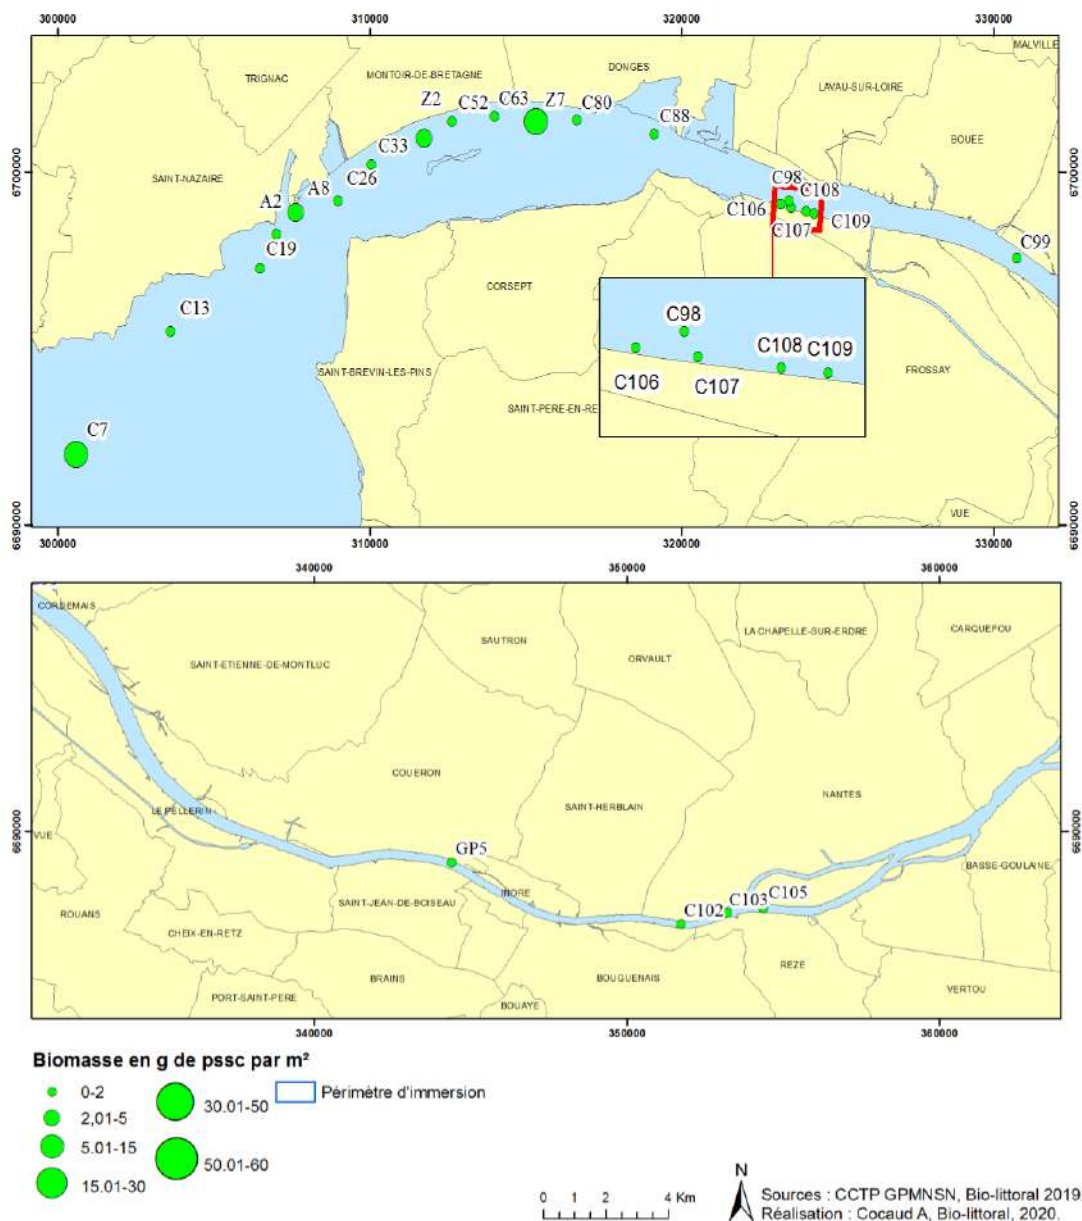 300000 310000 320000 330000
MALVILLE
DONGES
TRIGNAC
MONTOIR-DE-BRETAGNE
LAVAU-SUR-LOIRE
Z2 C52 C63 Z7 C80
C88
BOUEE
C33
6700000
6700000
SAINT-NAZAIRE
C26
A8
A2
C98
C108
C106
C107
C109
C19
C99
CORSEPT
C13
C98
C108
C109
C106
C107
SAINT-BREVIN-LES-PINS
FROSSAY
SAINT-PERE-EN-RE
C7
VUE
6690000
6690000
300000 310000 320000 330000
340000 350000 360000
CORDEMAIS
LA CHAPELLE-SUR-ERDRE
CARQUEFOU
SAUTRON
SAINT-ETIENNE-DE-MONTLUC
ORVAULT
COUERON
NANTES
SAINT-HERBLAIN
LE PELLERIN
VUE
6690000
6690000
GP5
BASSE-GOULAINE
INDRE
C103 C105
C102
SAINT-JEAN-DE-BOISEAU
ROUANS
CHEIX-EN-RETZ
REZE
BRAINS
BOUGUENAIS
VERTOU
PORT-SAINT-PERE
BOUAYE
340000 350000 360000
Biomasse en g de pssc par m²
0-2
2,01-5
5.01-15
15.01-30
30.01-50
50.01-60
Périmètre d'immersion
N
0 1 2 4 Km
Sources : CCTP GPMNSN, Bio-littoral 2019.
Réalisation : Cocaud A, Bio-littoral, 2020.